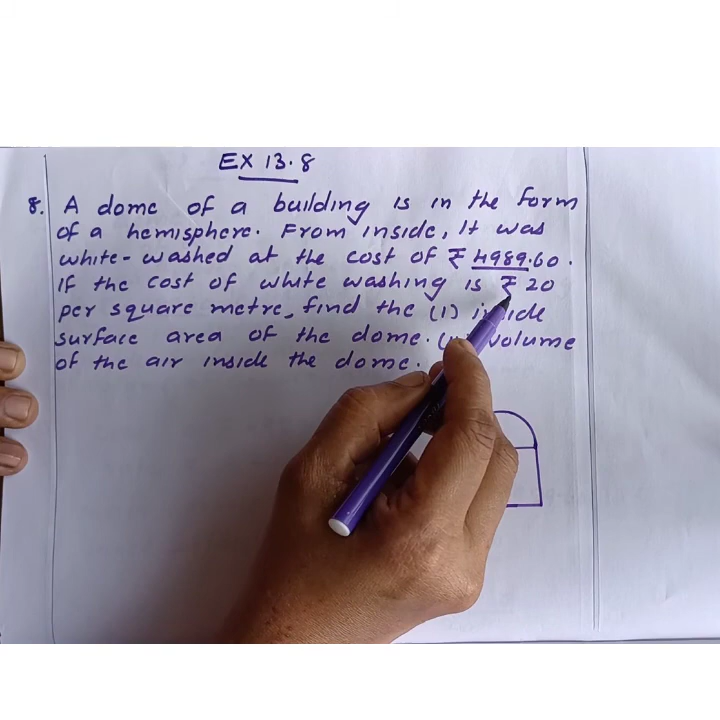 EX 13.8
8. A dome of a building is in the form
of a hemisphere. From inside, it was
white-washed at the cost of ₹ 4989.60.
If the cost of white washing is ₹ 20
per square metre, find the (i) inside
surface area of the dome. volume
of the air inside the dome.